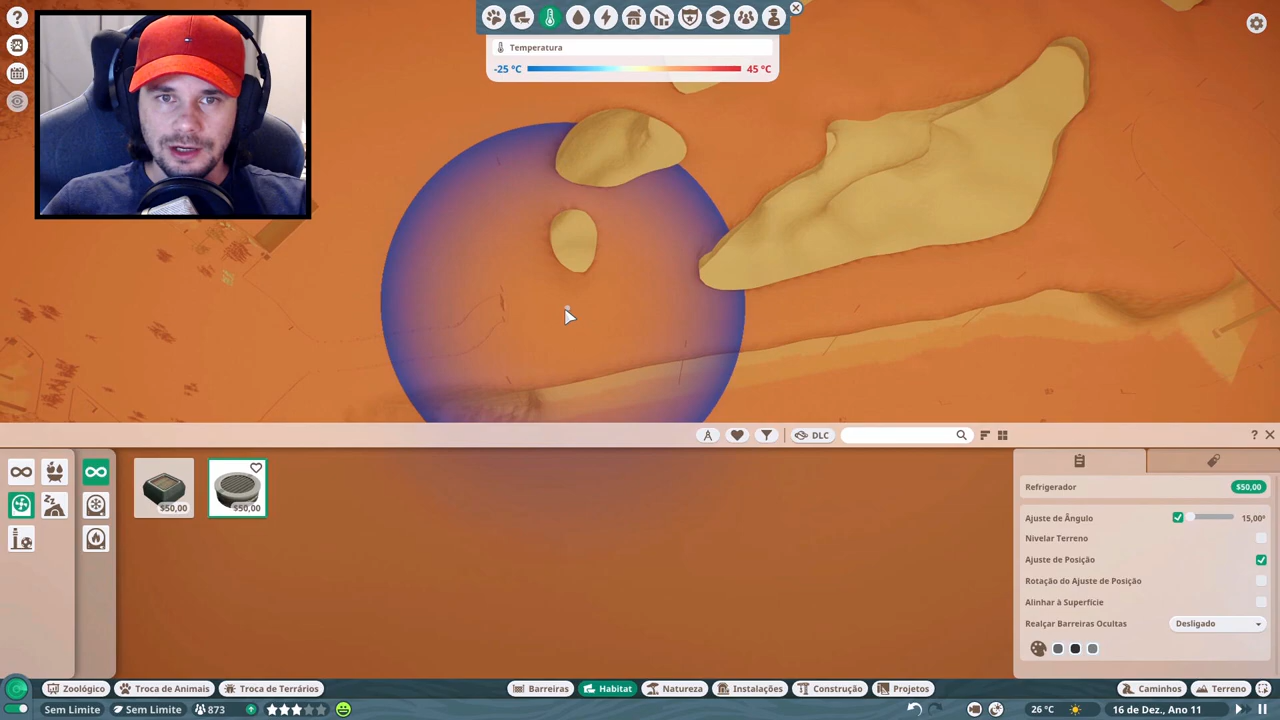 Temperatura
-25 °C
45 °C
DLC
?
$50,00
$50,00
Refrigerador
$50,00
Ajuste de Ângulo
15,00°
Nivelar Terreno
Ajuste de Posição
Rotação do Ajuste de Posição
Alinhar à Superfície
Realçar Barreiras Ocultas
Desligado
Zoológico
Troca de Animais
Troca de Terrários
Barreiras
Habitat
Natureza
Instalações
Construção
Projetos
Caminhos
Terreno
Sem Limite
Sem Limite
873
26 °C
16 de Dez., Ano 11